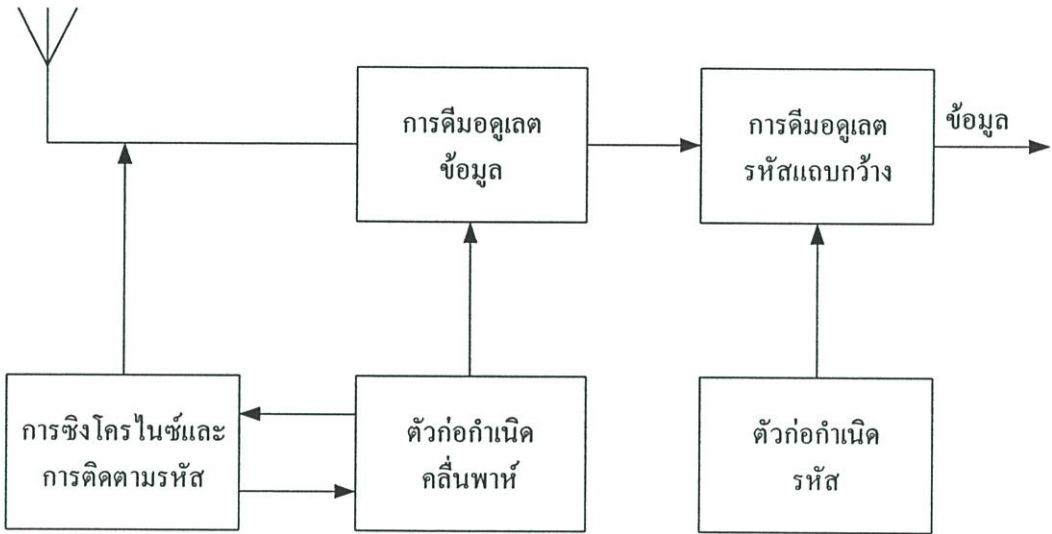 การดีมอดูเลต
ข้อมูล
การดีมอดูเลต
รหัสแถบกว้าง
ข้อมูล
การซิงโครไนซ์และ
การติดตามรหัส
ตัวก่อกำเนิด
คลื่นพาห์
ตัวก่อกำเนิด
รหัส